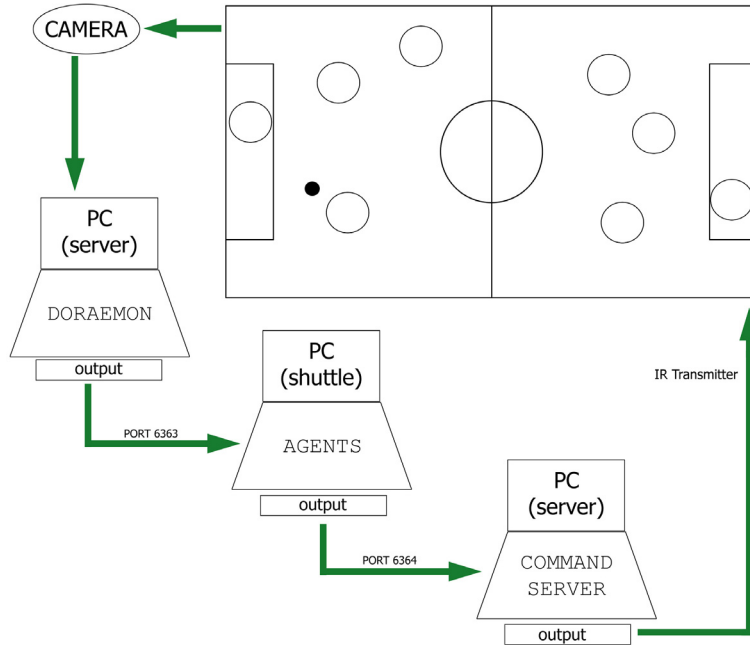 CAMERA
PC
(server)
DORAEMON
output
PORT 6363
PC
(shuttle)
AGENTS
output
PORT 6364
IR Transmitter
PC
(server)
COMMAND
SERVER
output